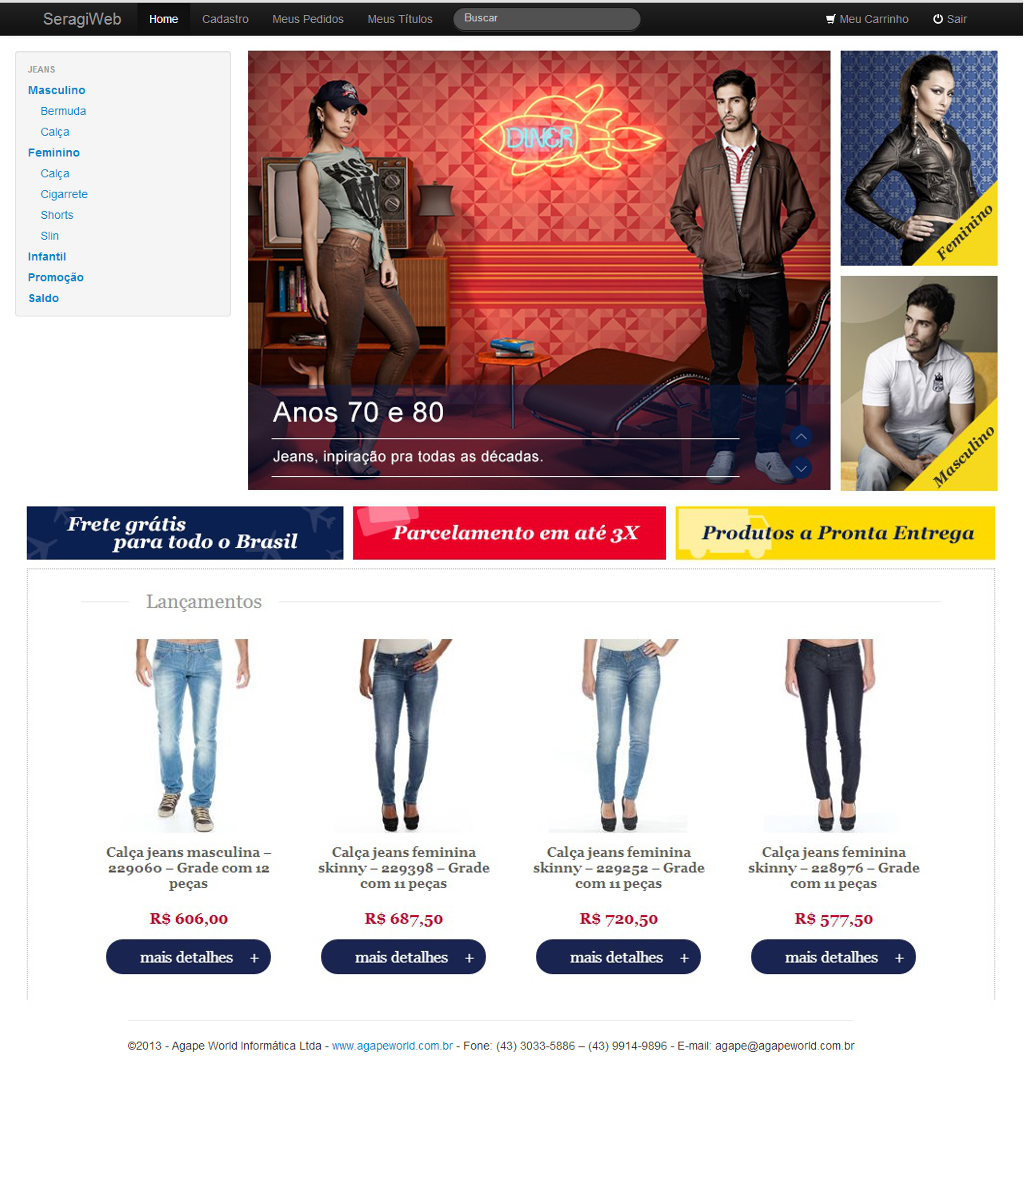 SeragiWeb Home Cadastro Meus Pedidos Meus Títulos Buscar Meu Carrinho Sair
JEANS
Masculino
Bermuda
Calça
Feminino
Calça
Cigarrete
Shorts
Slin
Infantil
Promoção
Saldo
DINER
Anos 70 e 80
Jeans, inpiração pra todas as décadas.
Feminino
Masculino
Frete grátis
para todo o Brasil
Parcelamento em até 3X
Produtos a Pronta Entrega
Lançamentos
Calça jeans masculina –
229060 – Grade com 12
peças
R$ 606,00
mais detalhes +
Calça jeans feminina
skinny – 229398 – Grade
com 11 peças
R$ 687,50
mais detalhes +
Calça jeans feminina
skinny – 229252 – Grade
com 11 peças
R$ 720,50
mais detalhes +
Calça jeans feminina
skinny – 228976 – Grade
com 11 peças
R$ 577,50
mais detalhes +
©2013 - Agape World Informática Ltda - www.agapeworld.com.br - Fone: (43) 3033-5886 – (43) 9914-9896 - E-mail: agape@agapeworld.com.br